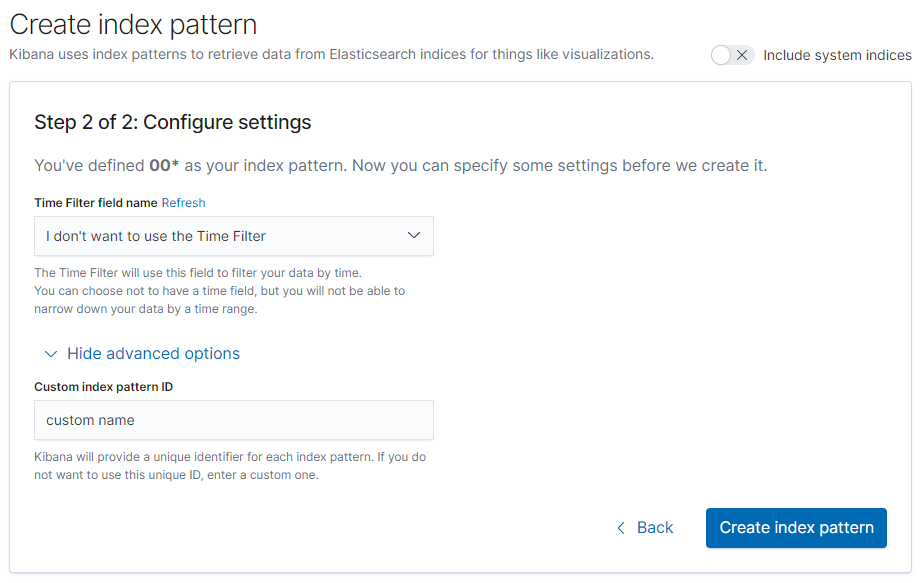 Create index pattern
Kibana uses index patterns to retrieve data from Elasticsearch indices for things like visualizations.
Include system indices
Step 2 of 2: Configure settings
You've defined 00* as your index pattern. Now you can specify some settings before we create it.
Time Filter field name Refresh
I don't want to use the Time Filter
The Time Filter will use this field to filter your data by time.
You can choose not to have a time field, but you will not be able to
narrow down your data by a time range.
Hide advanced options
Custom index pattern ID
custom name
Kibana will provide a unique identifier for each index pattern. If you do
not want to use this unique ID, enter a custom one.
Back
Create index pattern